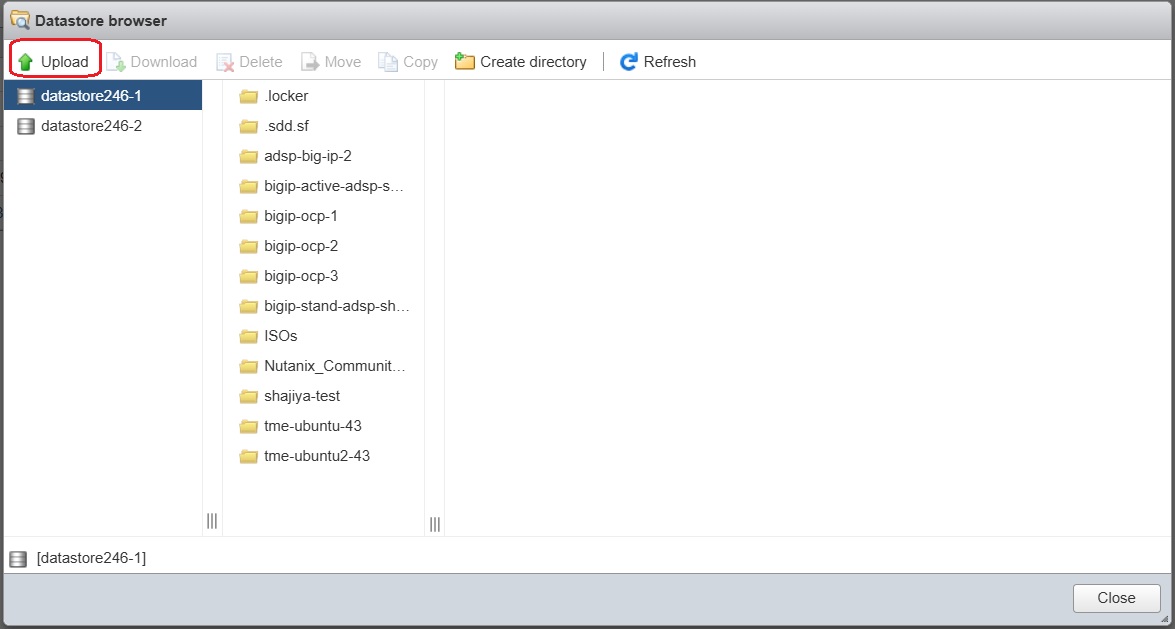 Datastore browser
Upload Download Delete Move Copy Create directory Refresh
datastore246-1
datastore246-2
.locker
.sdd.sf
adsp-big-ip-2
bigip-active-adsp-s...
bigip-ocp-1
bigip-ocp-2
bigip-ocp-3
bigip-stand-adsp-sh...
ISOs
Nutanix_Communit...
shajiya-test
tme-ubuntu-43
tme-ubuntu2-43
[datastore246-1]
Close